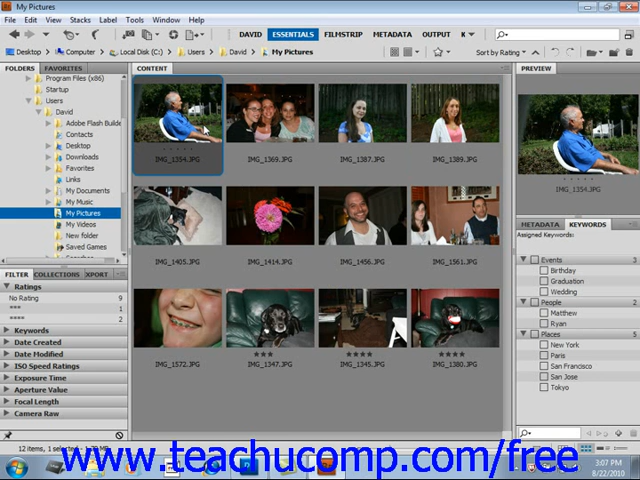 My Pictures
File Edit View Stacks Label Tools Window Help
DAVID ESSENTIALS FILMSTRIP METADATA OUTPUT K
Desktop Computer Local Disk (C:) Users David My Pictures
Sort by Rating
FOLDERS FAVORITES
Program Files (x86)
Startup
Users
David
Adobe Flash Builde
Contacts
Desktop
Downloads
Favorites
Links
My Documents
My Music
My Pictures
My Videos
New folder
Saved Games
FILTER COLLECTIONS XPORT
Ratings
No Rating 9
*** 1
**** 2
Keywords
Date Created
Date Modified
ISO Speed Ratings
Exposure Time
Aperture Value
Focal Length
Camera Raw
CONTENT
IMG_1354.JPG
IMG_1369.JPG
IMG_1387.JPG
IMG_1389.JPG
IMG_1405.JPG
IMG_1414.JPG
IMG_1456.JPG
IMG_1561.JPG
IMG_1572.JPG
IMG_1347.JPG
IMG_1345.JPG
IMG_1380.JPG
PREVIEW
IMG_1354.JPG
METADATA KEYWORDS
Assigned Keywords:
Events 3
Birthday
Graduation
Wedding
People 2
Matthew
Ryan
Places 5
New York
Paris
San Francisco
San Jose
Tokyo
12 items, 1 selected
www.teachucomp.com/free
3:07 PM
8/22/2010